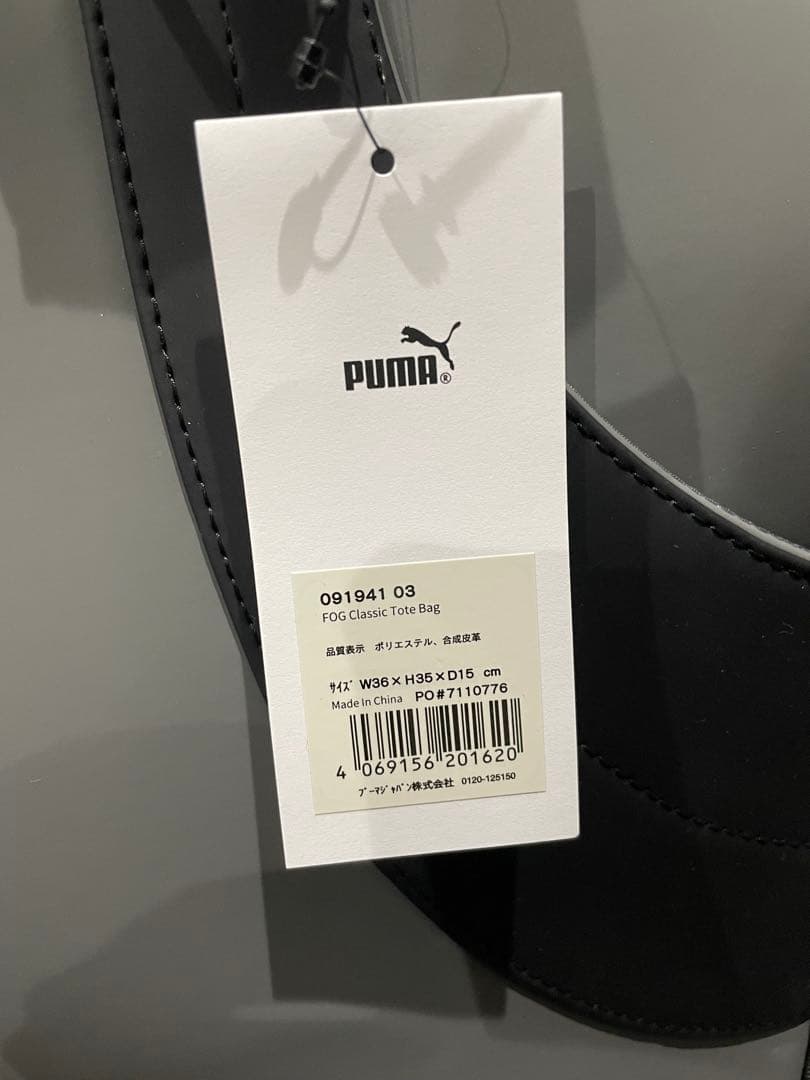 PUMA®
091941 03
FOG Classic Tote Bag
品質表示 ポリエステル、合成皮革
ｻｲｽﾞ W36×H35×D15 cm
Made In China PO#7110776
4 069156 201620
ﾌﾟｰﾏｼﾞｬﾊﾟﾝ株式会社 0120-125150